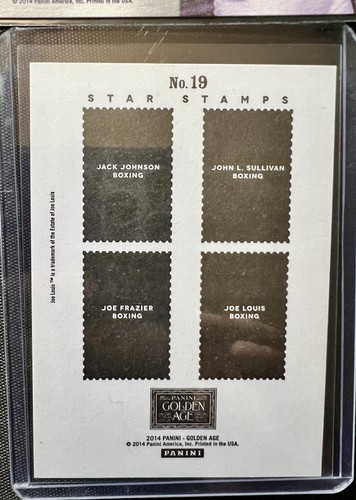 © 2014 Panini America, Inc. Printed in the USA.
No. 19
STAR STAMPS
JACK JOHNSON
BOXING
JOHN L. SULLIVAN
BOXING
JOE FRAZIER
BOXING
JOE LOUIS
BOXING
Joe Louis ™ is a trademark of the Estate of Joe Louis
PANINI
GOLDEN
AGE
2014 PANINI - GOLDEN AGE
© 2014 Panini America, Inc. Printed in the USA.
PANINI